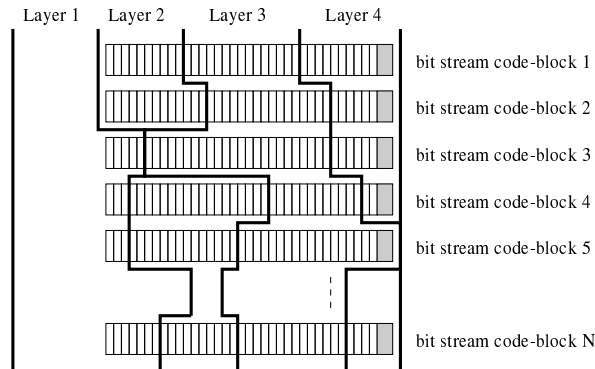 Layer 1 Layer 2 Layer 3 Layer 4
bit stream code-block 1
bit stream code-block 2
bit stream code-block 3
bit stream code-block 4
bit stream code-block 5
bit stream code-block N